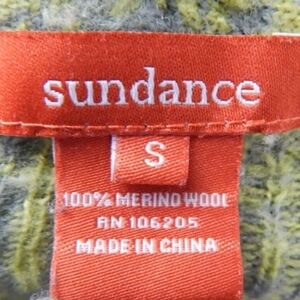 sundance
S
100% MERINO WOOL
RN 106205
MADE IN CHINA